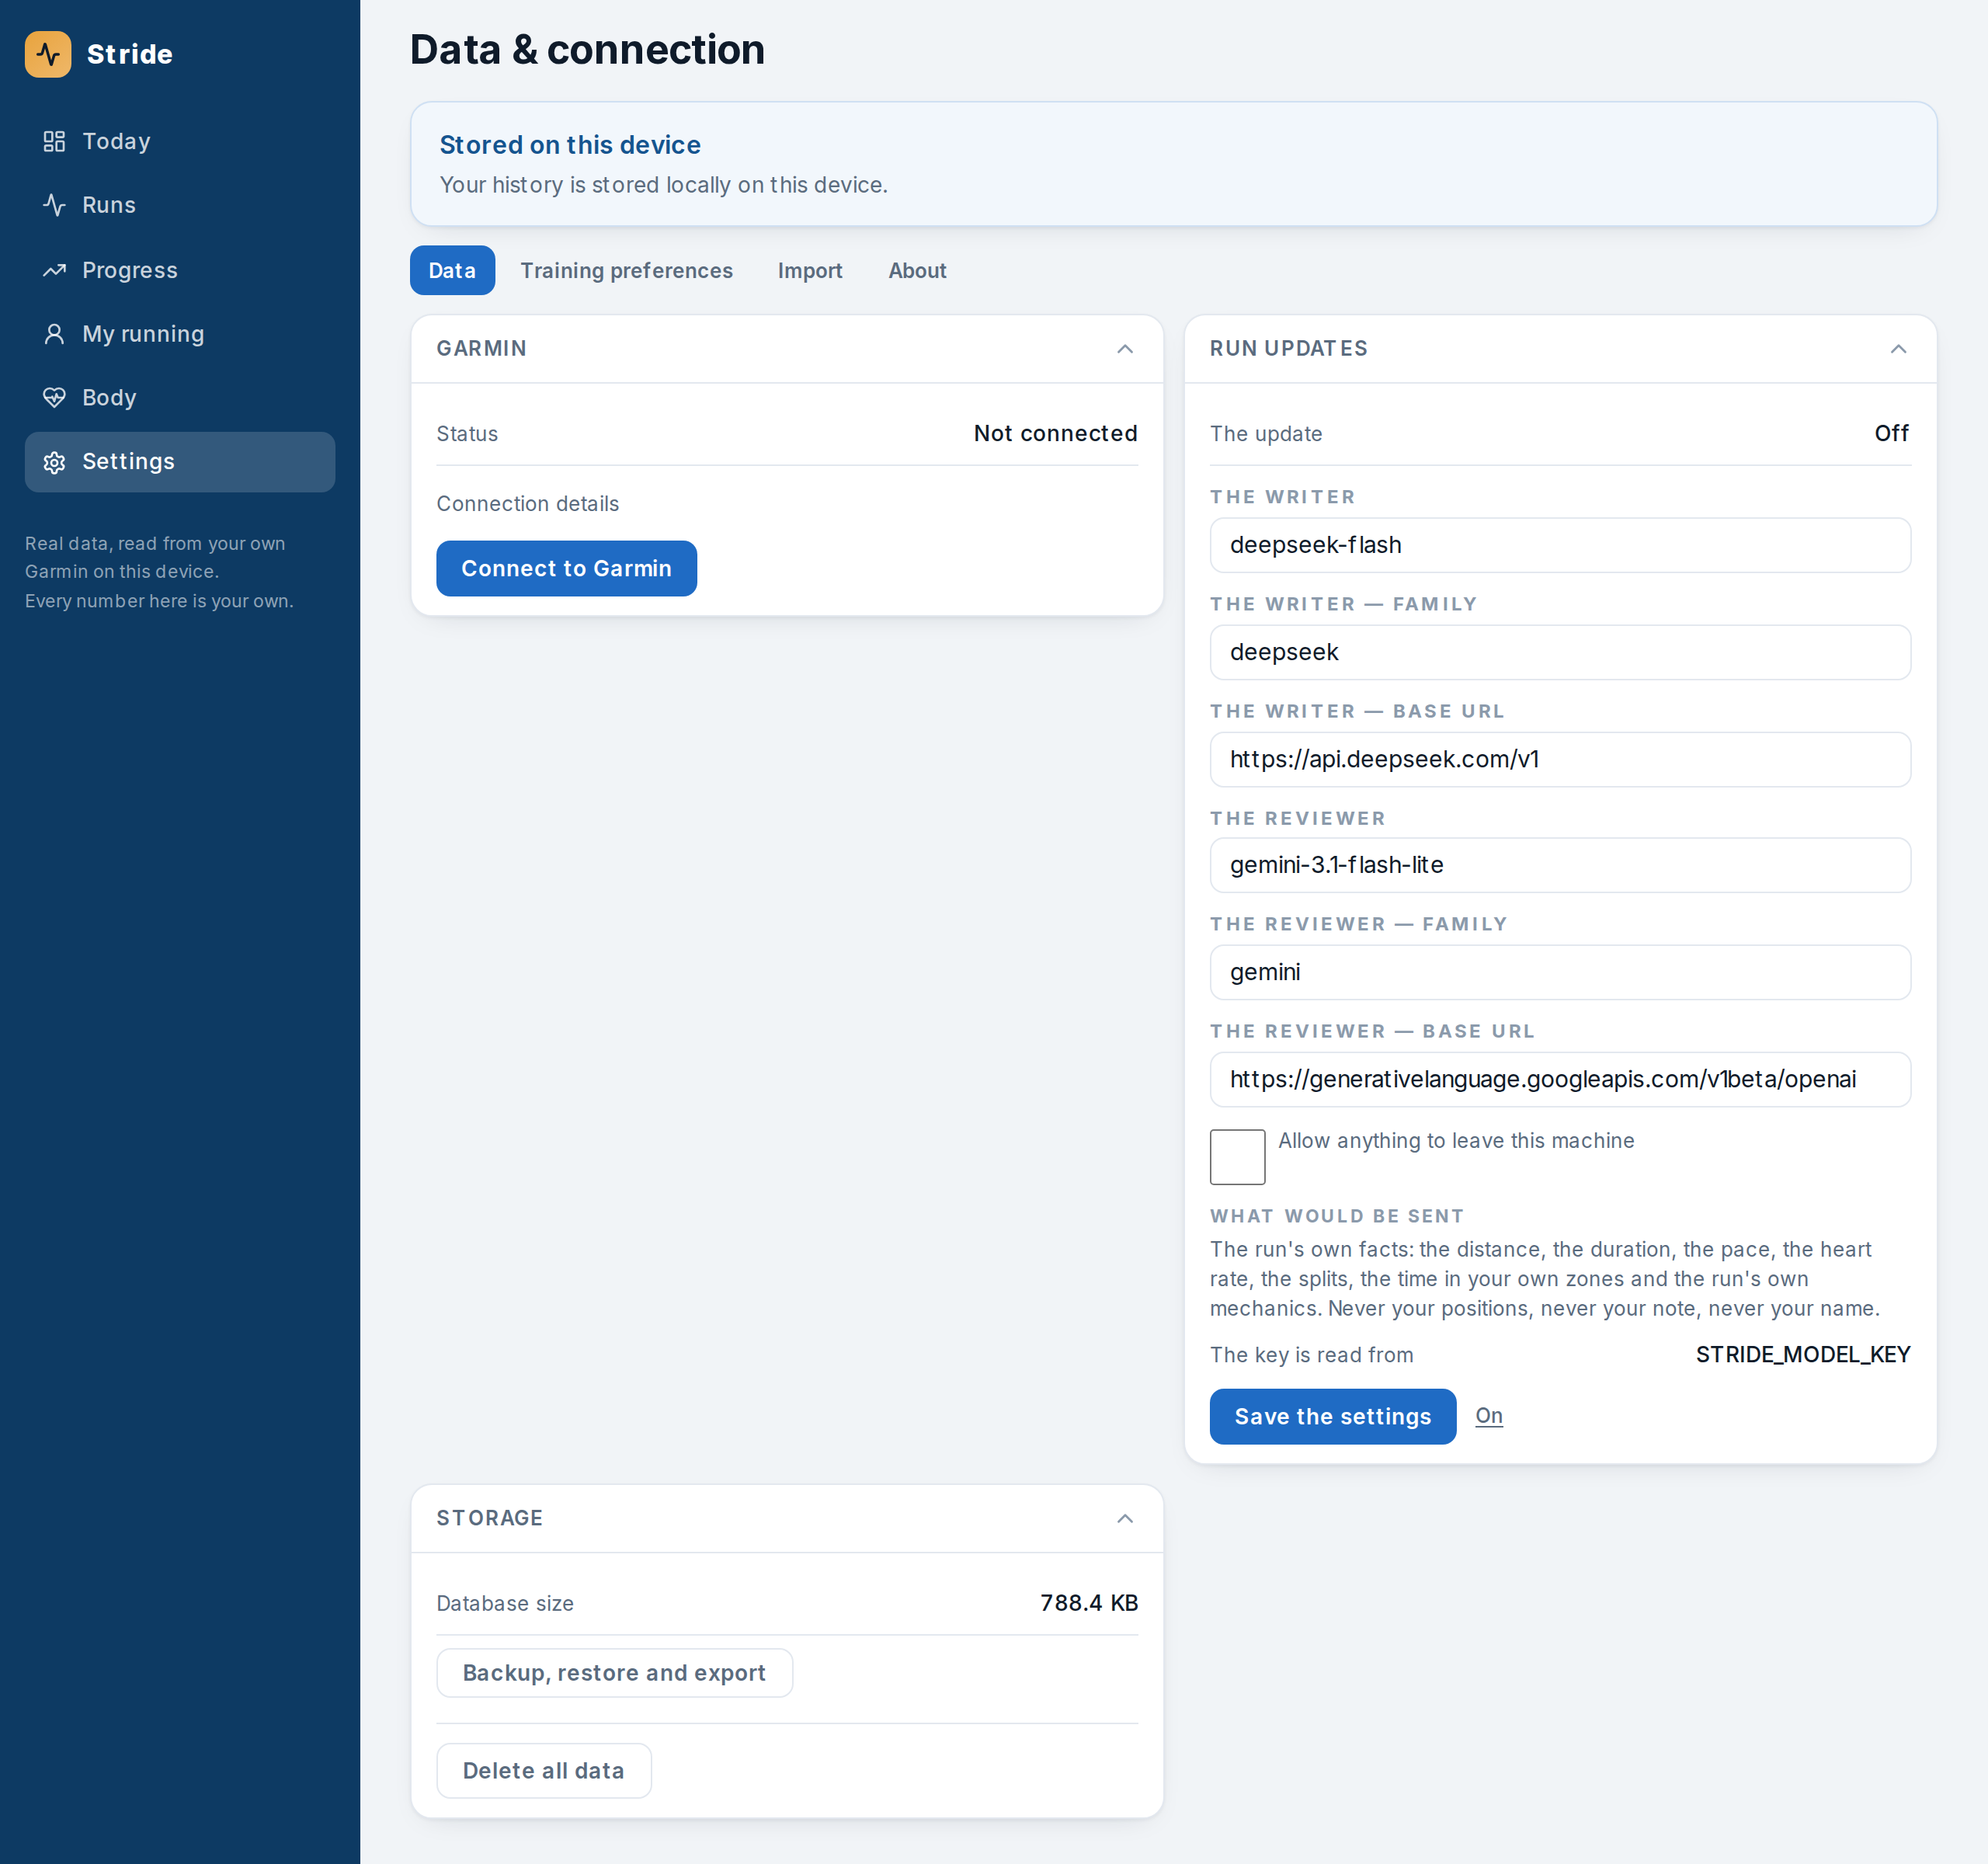 Stride
Today
Runs
Progress
My running
Body
Settings
Real data, read from your own
Garmin on this device.
Every number here is your own.
Data & connection
Stored on this device
Your history is stored locally on this device.
Data
Training preferences
Import
About
GARMIN
Status
Not connected
Connection details
Connect to Garmin
RUN UPDATES
The update
Off
THE WRITER
deepseek-flash
THE WRITER — FAMILY
deepseek
THE WRITER — BASE URL
https://api.deepseek.com/v1
THE REVIEWER
gemini-3.1-flash-lite
THE REVIEWER — FAMILY
gemini
THE REVIEWER — BASE URL
https://generativelanguage.googleapis.com/v1beta/openai
Allow anything to leave this machine
WHAT WOULD BE SENT
The run's own facts: the distance, the duration, the pace, the heart
rate, the splits, the time in your own zones and the run's own
mechanics. Never your positions, never your note, never your name.
The key is read from
STRIDE_MODEL_KEY
Save the settings
On
STORAGE
Database size
788.4 KB
Backup, restore and export
Delete all data